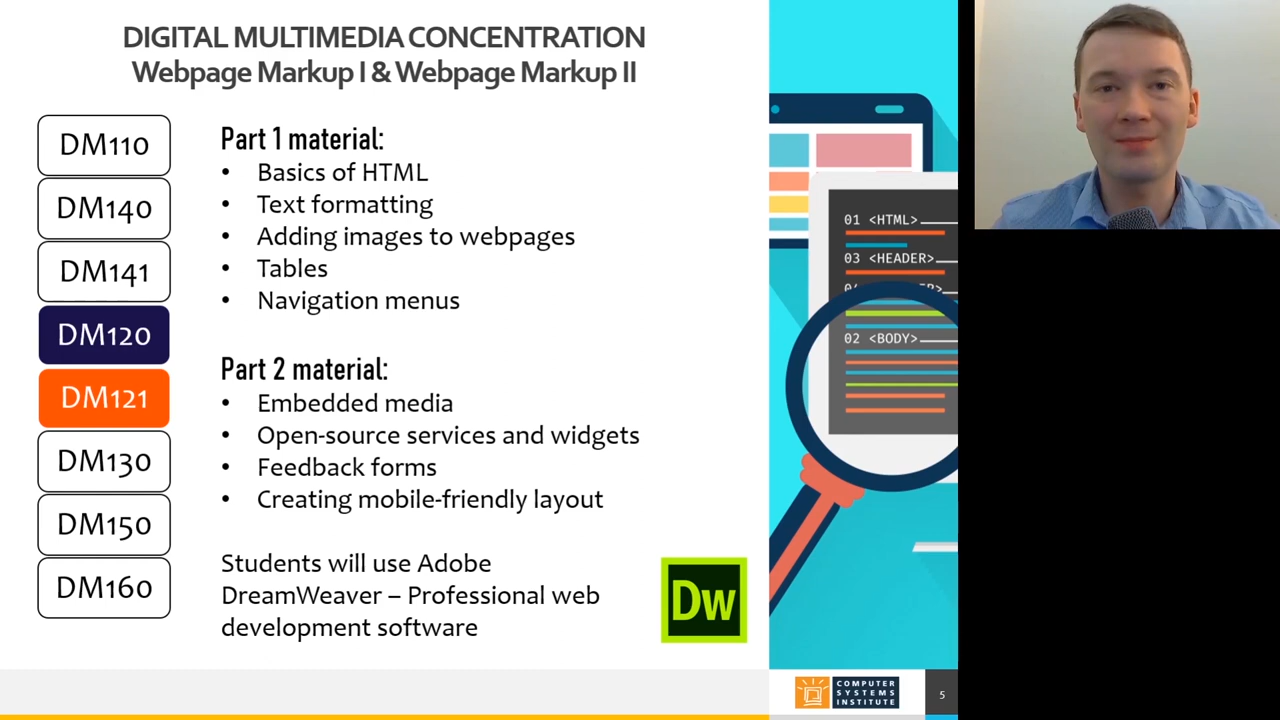 DIGITAL MULTIMEDIA CONCENTRATION
Webpage Markup I & Webpage Markup II
DM110
DM140
DM141
DM120
DM121
DM130
DM150
DM160
Part 1 material:
• Basics of HTML
• Text formatting
• Adding images to webpages
• Tables
• Navigation menus
Part 2 material:
• Embedded media
• Open-source services and widgets
• Feedback forms
• Creating mobile-friendly layout
Students will use Adobe
DreamWeaver – Professional web
development software
Dw
01 <HTML>
03 <HEADER>
02 <BODY>
COMPUTER
SYSTEMS
INSTITUTE
5